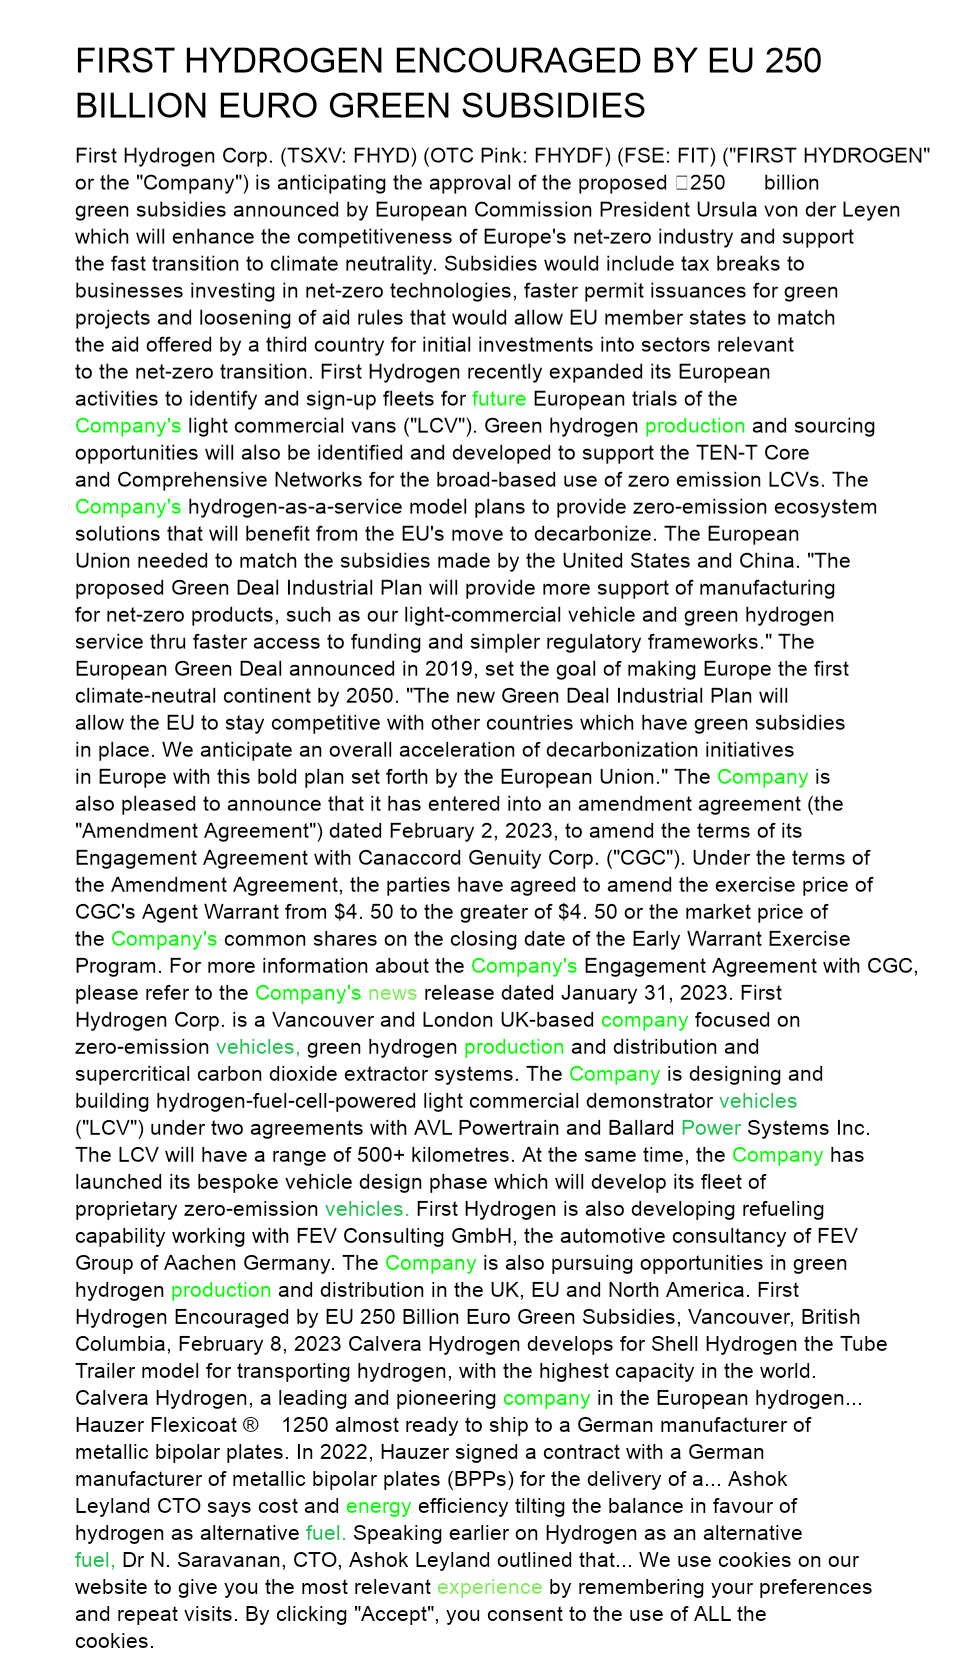 FIRST HYDROGEN ENCOURAGED BY EU 250
BILLION EURO GREEN SUBSIDIES
First Hydrogen Corp. (TSXV: FHYD) (OTC Pink: FHYDF) (FSE: FIT) ("FIRST HYDROGEN"
or the "Company") is anticipating the approval of the proposed □250 billion
green subsidies announced by European Commission President Ursula von der Leyen
which will enhance the competitiveness of Europe's net-zero industry and support
the fast transition to climate neutrality. Subsidies would include tax breaks to
businesses investing in net-zero technologies, faster permit issuances for green
projects and loosening of aid rules that would allow EU member states to match
the aid offered by a third country for initial investments into sectors relevant
to the net-zero transition. First Hydrogen recently expanded its European
activities to identify and sign-up fleets for future European trials of the
Company's light commercial vans ("LCV"). Green hydrogen production and sourcing
opportunities will also be identified and developed to support the TEN-T Core
and Comprehensive Networks for the broad-based use of zero emission LCVs. The
Company's hydrogen-as-a-service model plans to provide zero-emission ecosystem
solutions that will benefit from the EU's move to decarbonize. The European
Union needed to match the subsidies made by the United States and China. "The
proposed Green Deal Industrial Plan will provide more support of manufacturing
for net-zero products, such as our light-commercial vehicle and green hydrogen
service thru faster access to funding and simpler regulatory frameworks." The
European Green Deal announced in 2019, set the goal of making Europe the first
climate-neutral continent by 2050. "The new Green Deal Industrial Plan will
allow the EU to stay competitive with other countries which have green subsidies
in place. We anticipate an overall acceleration of decarbonization initiatives
in Europe with this bold plan set forth by the European Union." The Company is
also pleased to announce that it has entered into an amendment agreement (the
"Amendment Agreement") dated February 2, 2023, to amend the terms of its
Engagement Agreement with Canaccord Genuity Corp. ("CGC"). Under the terms of
the Amendment Agreement, the parties have agreed to amend the exercise price of
CGC's Agent Warrant from $4. 50 to the greater of $4. 50 or the market price of
the Company's common shares on the closing date of the Early Warrant Exercise
Program. For more information about the Company's Engagement Agreement with CGC,
please refer to the Company's news release dated January 31, 2023. First
Hydrogen Corp. is a Vancouver and London UK-based company focused on
zero-emission vehicles, green hydrogen production and distribution and
supercritical carbon dioxide extractor systems. The Company is designing and
building hydrogen-fuel-cell-powered light commercial demonstrator vehicles
("LCV") under two agreements with AVL Powertrain and Ballard Power Systems Inc.
The LCV will have a range of 500+ kilometres. At the same time, the Company has
launched its bespoke vehicle design phase which will develop its fleet of
proprietary zero-emission vehicles. First Hydrogen is also developing refueling
capability working with FEV Consulting GmbH, the automotive consultancy of FEV
Group of Aachen Germany. The Company is also pursuing opportunities in green
hydrogen production and distribution in the UK, EU and North America. First
Hydrogen Encouraged by EU 250 Billion Euro Green Subsidies, Vancouver, British
Columbia, February 8, 2023 Calvera Hydrogen develops for Shell Hydrogen the Tube
Trailer model for transporting hydrogen, with the highest capacity in the world.
Calvera Hydrogen, a leading and pioneering company in the European hydrogen...
Hauzer Flexicoat ® 1250 almost ready to ship to a German manufacturer of
metallic bipolar plates. In 2022, Hauzer signed a contract with a German
manufacturer of metallic bipolar plates (BPPs) for the delivery of a... Ashok
Leyland CTO says cost and energy efficiency tilting the balance in favour of
hydrogen as alternative fuel. Speaking earlier on Hydrogen as an alternative
fuel, Dr N. Saravanan, CTO, Ashok Leyland outlined that... We use cookies on our
website to give you the most relevant experience by remembering your preferences
and repeat visits. By clicking "Accept", you consent to the use of ALL the
cookies.